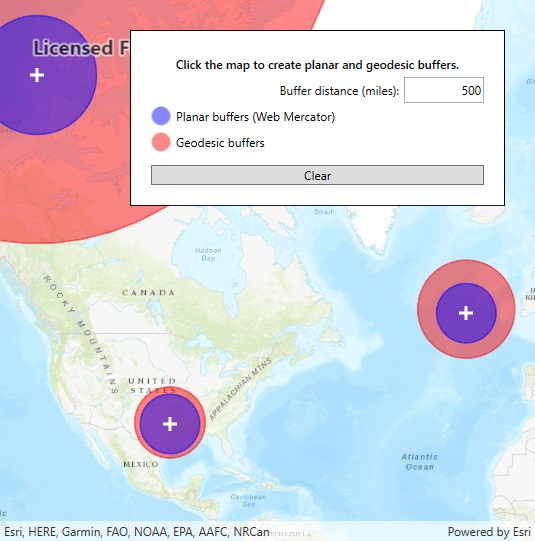 Licensed F
Click the map to create planar and geodesic buffers.
Buffer distance (miles):
500
Planar buffers (Web Mercator)
Geodesic buffers
Clear
Strait
Hudson
Bay
CANADA
ROCKY MOUNTAINS
UNITED
STATES
APPALACHIAN MTNS
MEXICO
Atlantic
Ocean
Caribbean
Sea
Esri, HERE, Garmin, FAO, NOAA, EPA, AAFC, NRCan
Powered by Esri